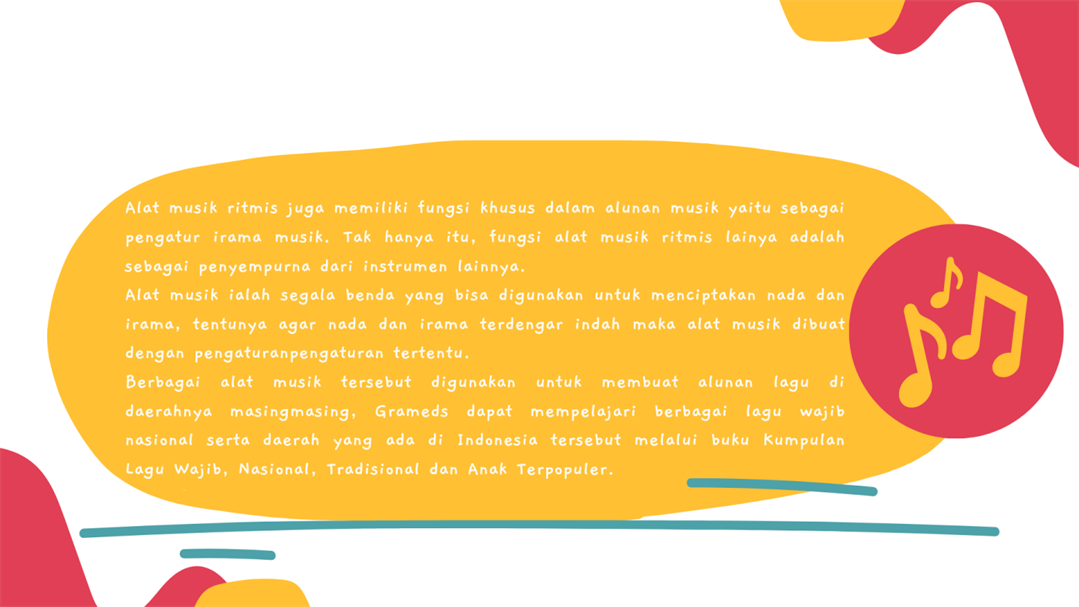 Alat musik ritmis juga memiliki fungsi khusus dalam alunan musik yaitu sebagai
pengatur irama musik. Tak hanya itu, fungsi alat musik ritmis lainya adalah
sebagai penyempurna dari instrumen lainnya.
Alat musik ialah segala benda yang bisa digunakan untuk menciptakan nada dan
irama, tentunya agar nada dan irama terdengar indah maka alat musik dibuat
dengan pengaturanpengaturan tertentu.
Berbagai alat musik tersebut digunakan untuk membuat alunan lagu di
daerahnya masingmasing, Grameds dapat mempelajari berbagai lagu wajib
nasional serta daerah yang ada di Indonesia tersebut melalui buku Kumpulan
Lagu Wajib, Nasional, Tradisional dan Anak Terpopuler.